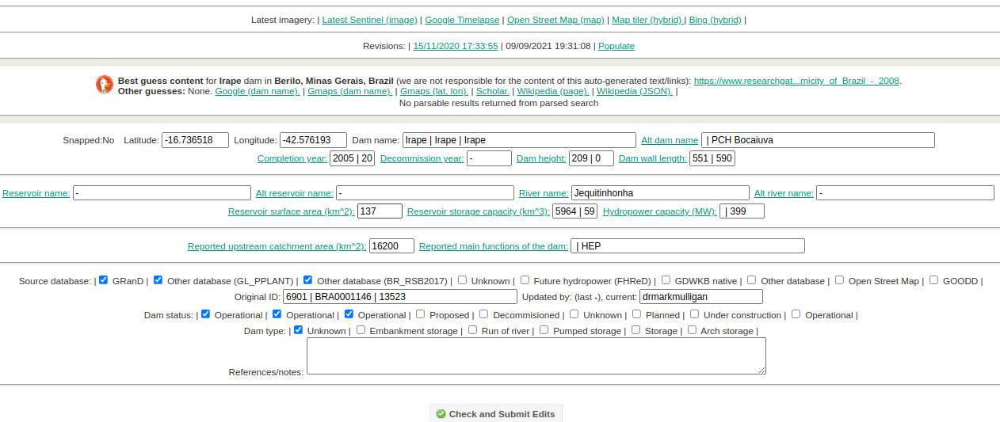 Latest imagery: | Latest Sentinel (image) | Google Timelapse | Open Street Map (map) | Map tiler (hybrid) | Bing (hybrid) |
Revisions: | 15/11/2020 17:33:55 | 09/09/2021 19:31:08 | Populate
Best guess content for Irape dam in Berilo, Minas Gerais, Brazil (we are not responsible for the content of this auto-generated text/links): https://www.researchgat...micity_of_Brazil_-_2008.
Other guesses: None. Google (dam name). | Gmaps (dam name). | Gmaps (lat, lon). | Scholar. | Wikipedia (page). | Wikipedia (JSON). |
No parsable results returned from parsed search
Snapped:No Latitude: -16.736518 Longitude: -42.576193 Dam name: Irape | Irape | Irape Alt dam name | PCH Bocaiuva
Completion year: 2005 | 20 Decommission year: - Dam height: 209 | 0 Dam wall length: 551 | 590
Reservoir name: - Alt reservoir name: - River name: Jequitinhonha Alt river name: -
Reservoir surface area (km^2): 137 Reservoir storage capacity (km^3): 5964 | 59 Hydropower capacity (MW): | 399
Reported upstream catchment area (km^2): 16200 Reported main functions of the dam: | HEP
Source database: | GRanD | Other database (GL_PPLANT) | Other database (BR_RSB2017) | Unknown | Future hydropower (FHReD) | GDWKB native | Other database | Open Street Map | GOODD |
Original ID: 6901 | BRA0001146 | 13523 Updated by: (last -), current: drmarkmulligan
Dam status: | Operational | Operational | Operational | Proposed | Decommisioned | Unknown | Planned | Under construction | Operational |
Dam type: | Unknown | Embankment storage | Run of river | Pumped storage | Storage | Arch storage |
References/notes:
Check and Submit Edits